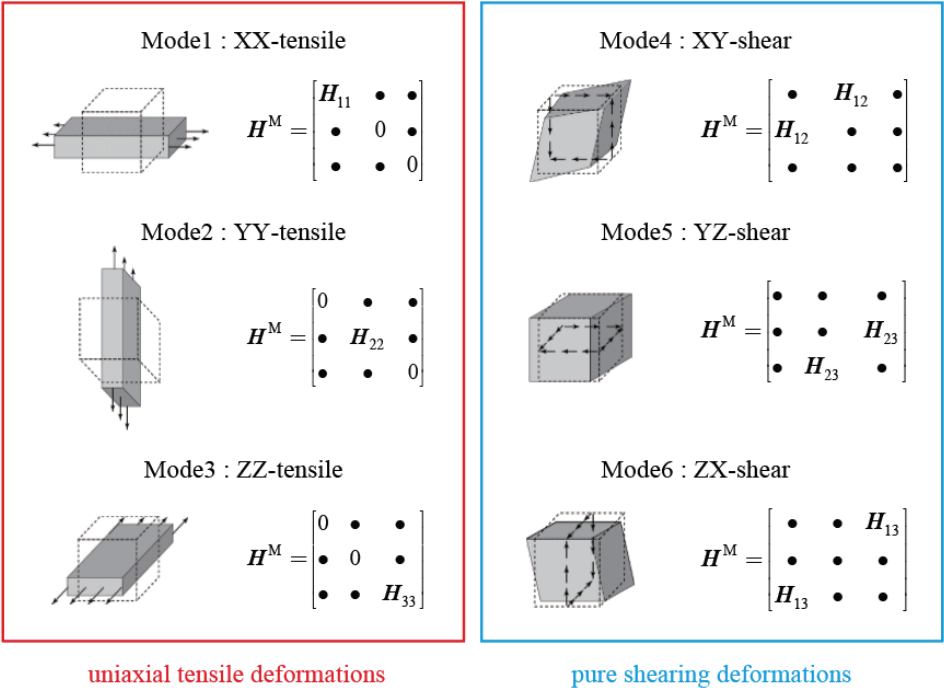 Mode1 : XX-tensile
H^M = [H₁₁ • •
• 0 •
• • 0]
Mode2 : YY-tensile
H^M = [0 • •
• H₂₂ •
• • 0]
Mode3 : ZZ-tensile
H^M = [0 • •
• 0 •
• • H₃₃]
uniaxial tensile deformations
Mode4 : XY-shear
H^M = [• H₁₂ •
H₁₂ • •
• • •]
Mode5 : YZ-shear
H^M = [• • •
• • H₂₃
• H₂₃ •]
Mode6 : ZX-shear
H^M = [• • H₁₃
• • •
H₁₃ • •]
pure shearing deformations